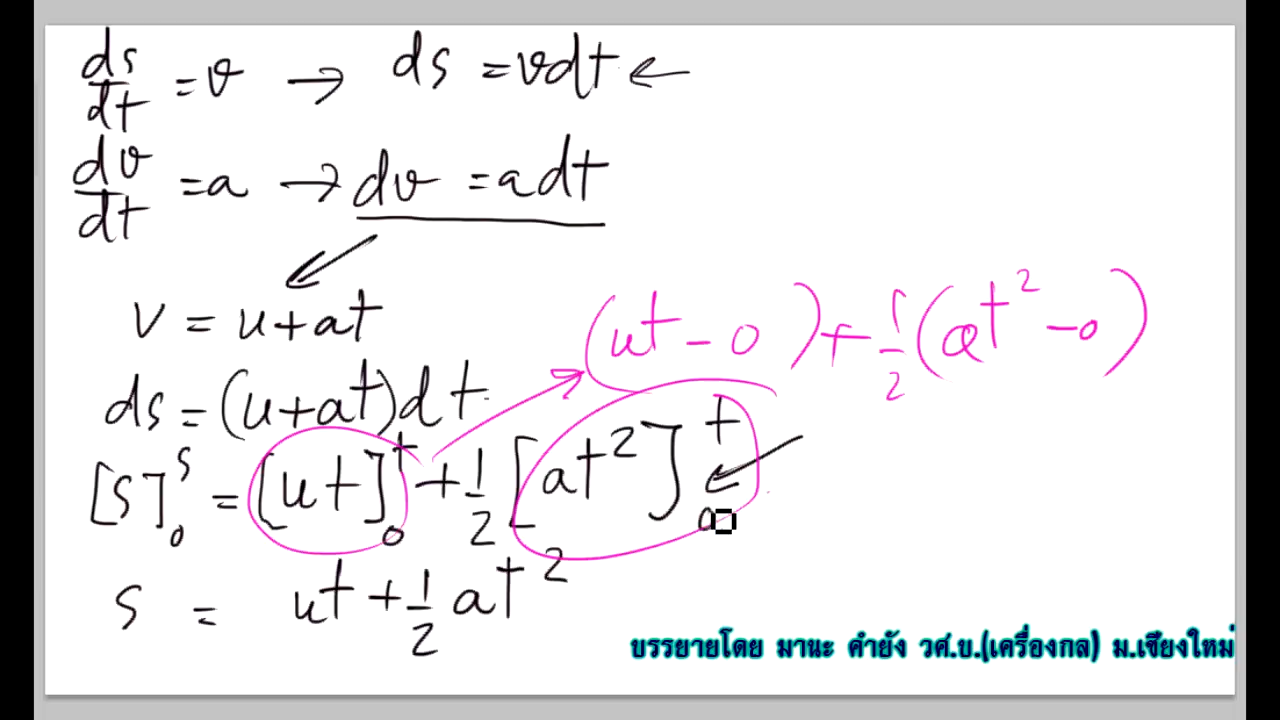 ds/dt = v → ds = vdt ←
dv/dt = a → dv = adt
v = u+at
(ut - 0) + 1/2 (at² - 0)
ds = (u+at)dt
[s]₀ˢ = [ut]₀ᵗ + 1/2 [at²]₀ᵗ
s = ut + 1/2 at²
บรรยายโดย มานะ คำยัง วศ.บ.(เครื่องกล) ม.เชียงใหม่